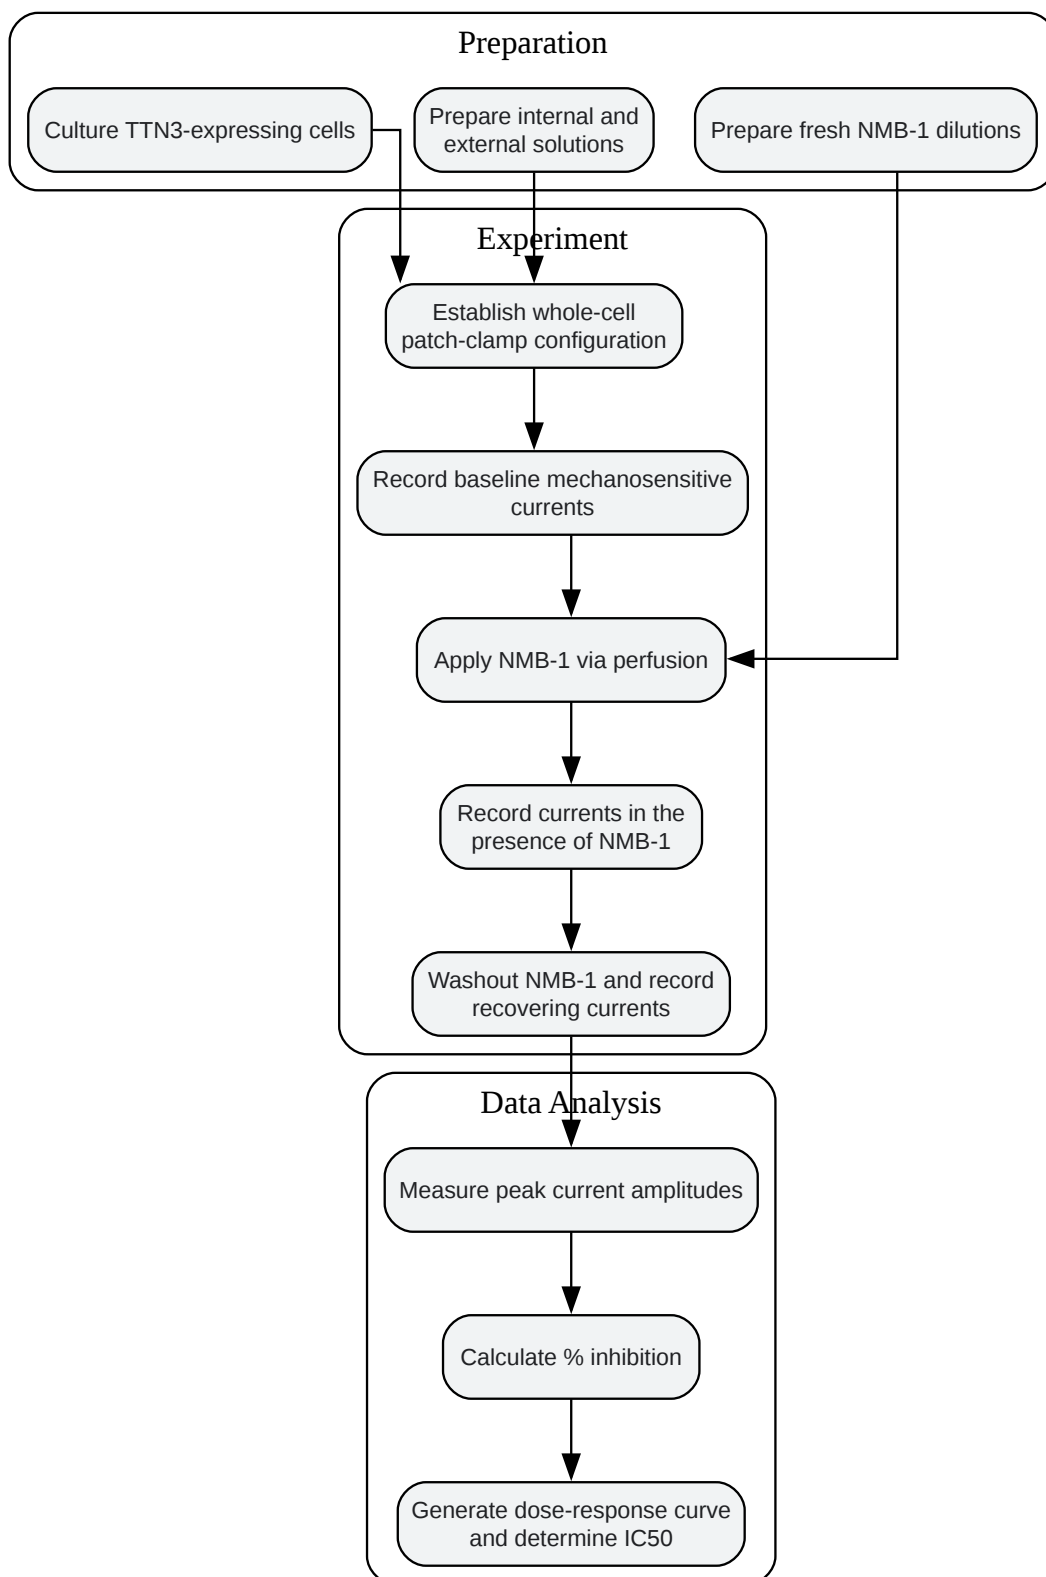 Preparation
Culture TTN3-expressing cells
Prepare internal and
external solutions
Prepare fresh NMB-1 dilutions
Experiment
Establish whole-cell
patch-clamp configuration
Record baseline mechanosensitive
currents
Apply NMB-1 via perfusion
Record currents in the
presence of NMB-1
Washout NMB-1 and record
recovering currents
Data Analysis
Measure peak current amplitudes
Calculate % inhibition
Generate dose-response curve
and determine IC50